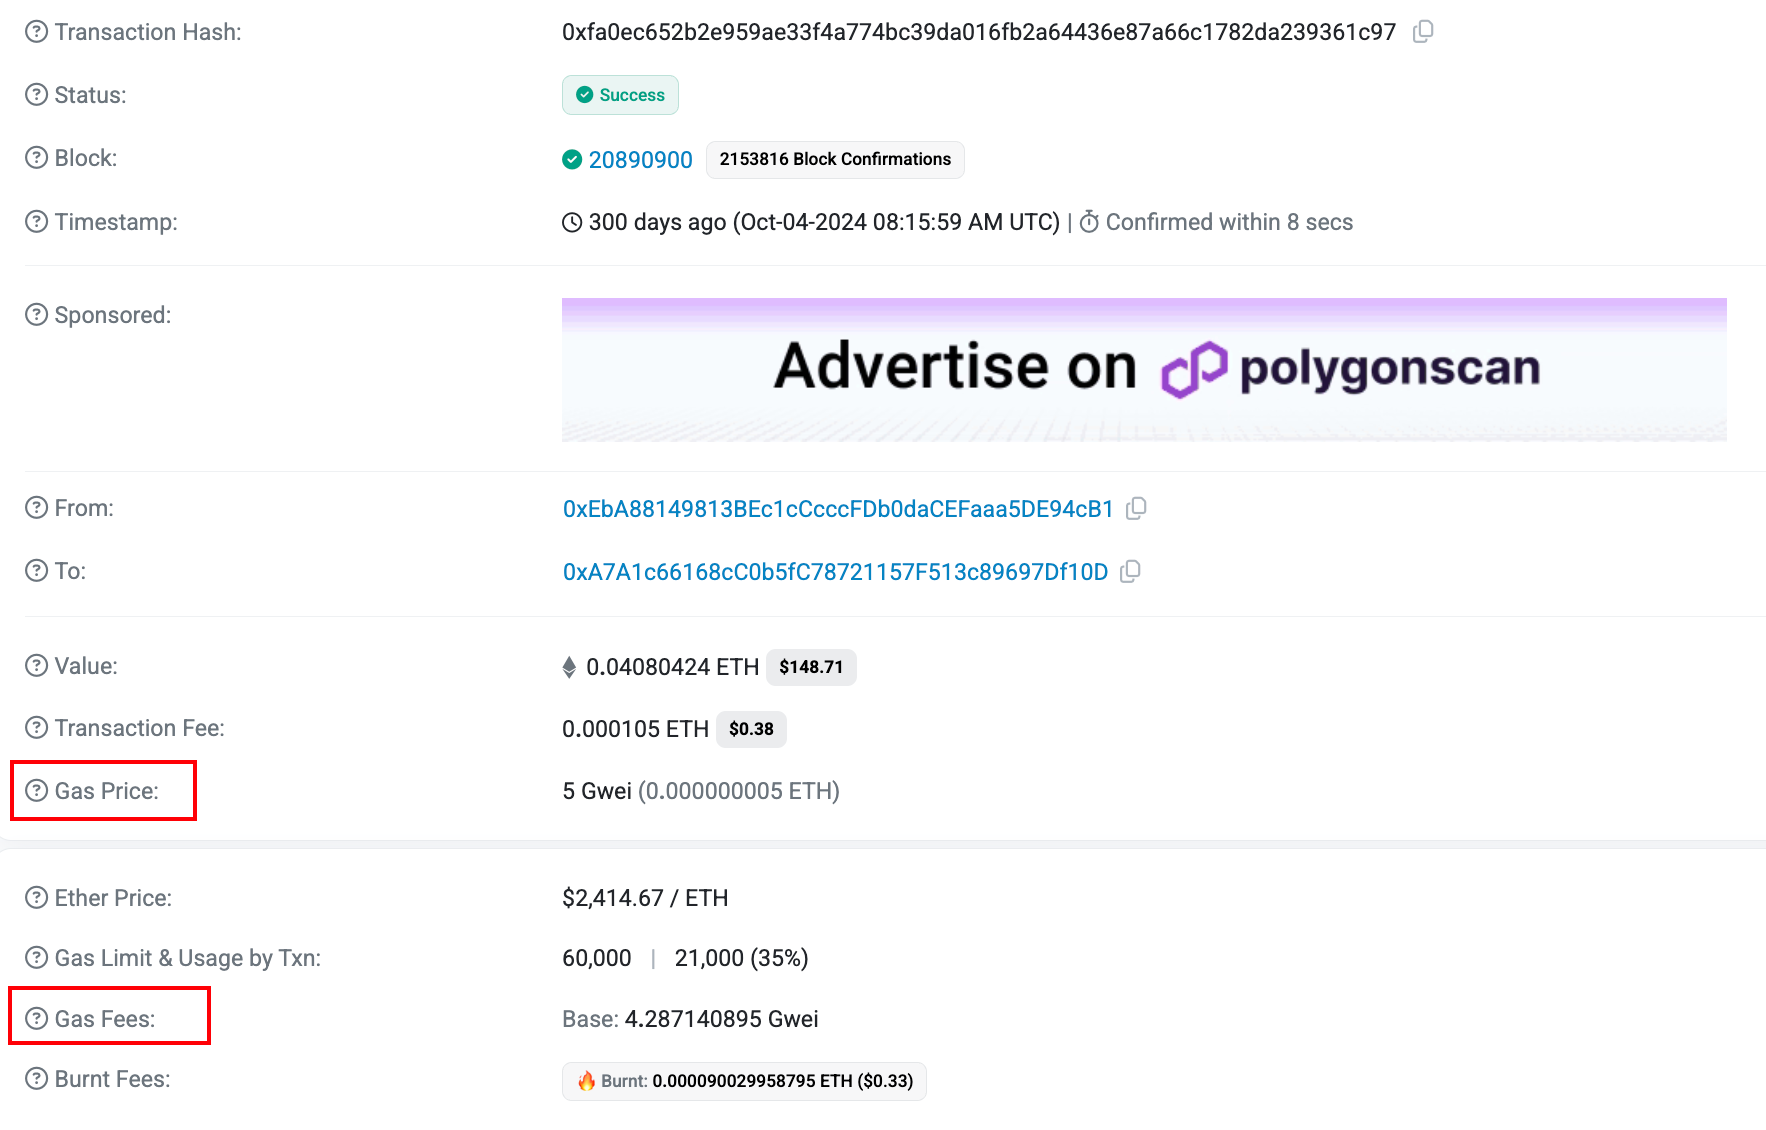 Transaction Hash: 0xfa0ec652b2e959ae33f4a774bc39da016fb2a64436e87a66c1782da239361c97
Status: Success
Block: 20890900 2153816 Block Confirmations
Timestamp: 300 days ago (Oct-04-2024 08:15:59 AM UTC) | Confirmed within 8 secs
Sponsored: Advertise on polygonscan
From: 0xEbA88149813BEc1cCcccFDb0daCEFaaa5DE94cB1
To: 0xA7A1c66168cC0b5fC78721157F513c89697Df10D
Value: 0.04080424 ETH $148.71
Transaction Fee: 0.000105 ETH $0.38
Gas Price: 5 Gwei (0.000000005 ETH)
Ether Price: $2,414.67 / ETH
Gas Limit & Usage by Txn: 60,000 | 21,000 (35%)
Gas Fees: Base: 4.287140895 Gwei
Burnt Fees: 🔥 Burnt: 0.000090029958795 ETH ($0.33)